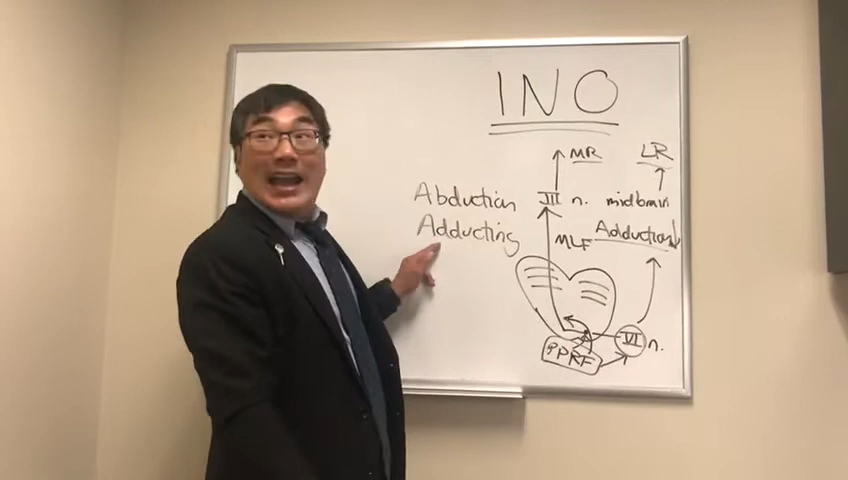 INO
MR LR
Abduction III n. midbrain
Adducting MLF Adduction
PPRF VI n.